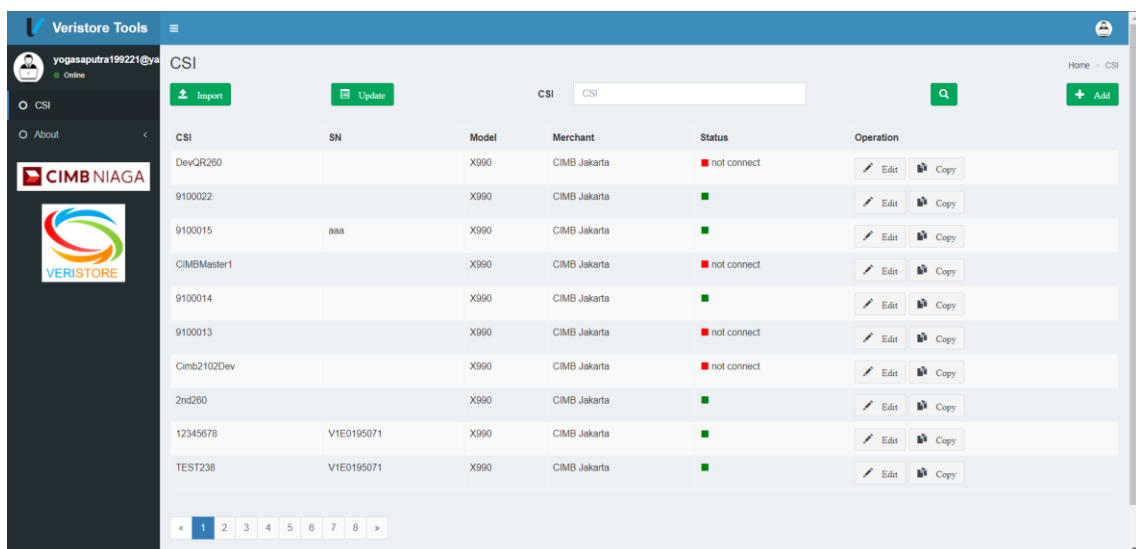 Veristore Tools
yogasaputra199221@ya
Online
CSI
About
CIMB NIAGA
VERISTORE
CSI
Home > CSI
Import Update CSI CSI Add
CSI SN Model Merchant Status Operation
DevQR260 X990 CIMB Jakarta not connect Edit Copy
9100022 X990 CIMB Jakarta Edit Copy
9100015 aaa X990 CIMB Jakarta Edit Copy
CIMBMaster1 X990 CIMB Jakarta not connect Edit Copy
9100014 X990 CIMB Jakarta Edit Copy
9100013 X990 CIMB Jakarta not connect Edit Copy
Cimb2102Dev X990 CIMB Jakarta not connect Edit Copy
2nd260 X990 CIMB Jakarta Edit Copy
12345678 V1E0195071 X990 CIMB Jakarta Edit Copy
TEST238 V1E0195071 X990 CIMB Jakarta Edit Copy
« 1 2 3 4 5 6 7 8 »